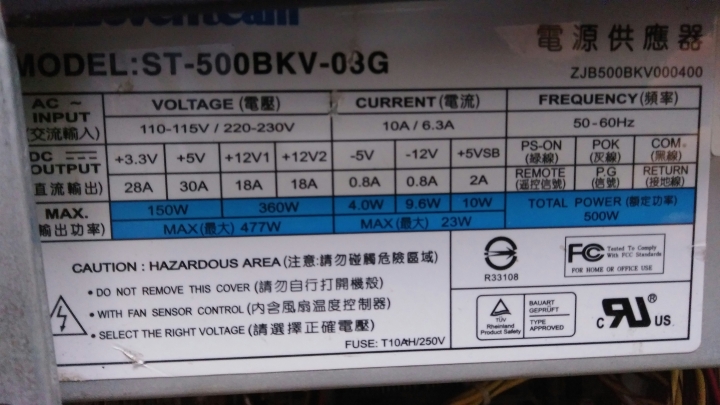 電源供應器
MODEL:ST-500BKV-03G
ZJB500BKV000400
AC ~ INPUT (交流輸入) VOLTAGE (電壓) CURRENT (電流) FREQUENCY (頻率)
110-115V / 220-230V 10A / 6.3A 50-60Hz
DC OUTPUT 直流輸出) +3.3V +5V +12V1 +12V2 -5V -12V +5VSB PS-ON (綠線) POK (灰線) COM. (黑線)
28A 30A 18A 18A 0.8A 0.8A 2A REMOTE (遥控信號) P.G (信號) RETURN (接地線)
MAX. 輸出功率) 150W 360W 4.0W 9.6W 10W TOTAL POWER (額定功率)
MAX(最大) 477W MAX(最大) 23W 500W
CAUTION : HAZARDOUS AREA (注意:請勿碰觸危險區域)
• DO NOT REMOVE THIS COVER (請勿自行打開機殼)
• WITH FAN SENSOR CONTROL (內含風扇温度控制器)
• SELECT THE RIGHT VOLTAGE (請選擇正確電壓)
FUSE: T10AH/250V
R33108
FC Tested To Comply
With FCC Standards
FOR HOME OR OFFICE USE
TÜV
Rheinland
Product Safety
BAUART
GEPRÜFT
TYPE
APPROVED
c RU ® US